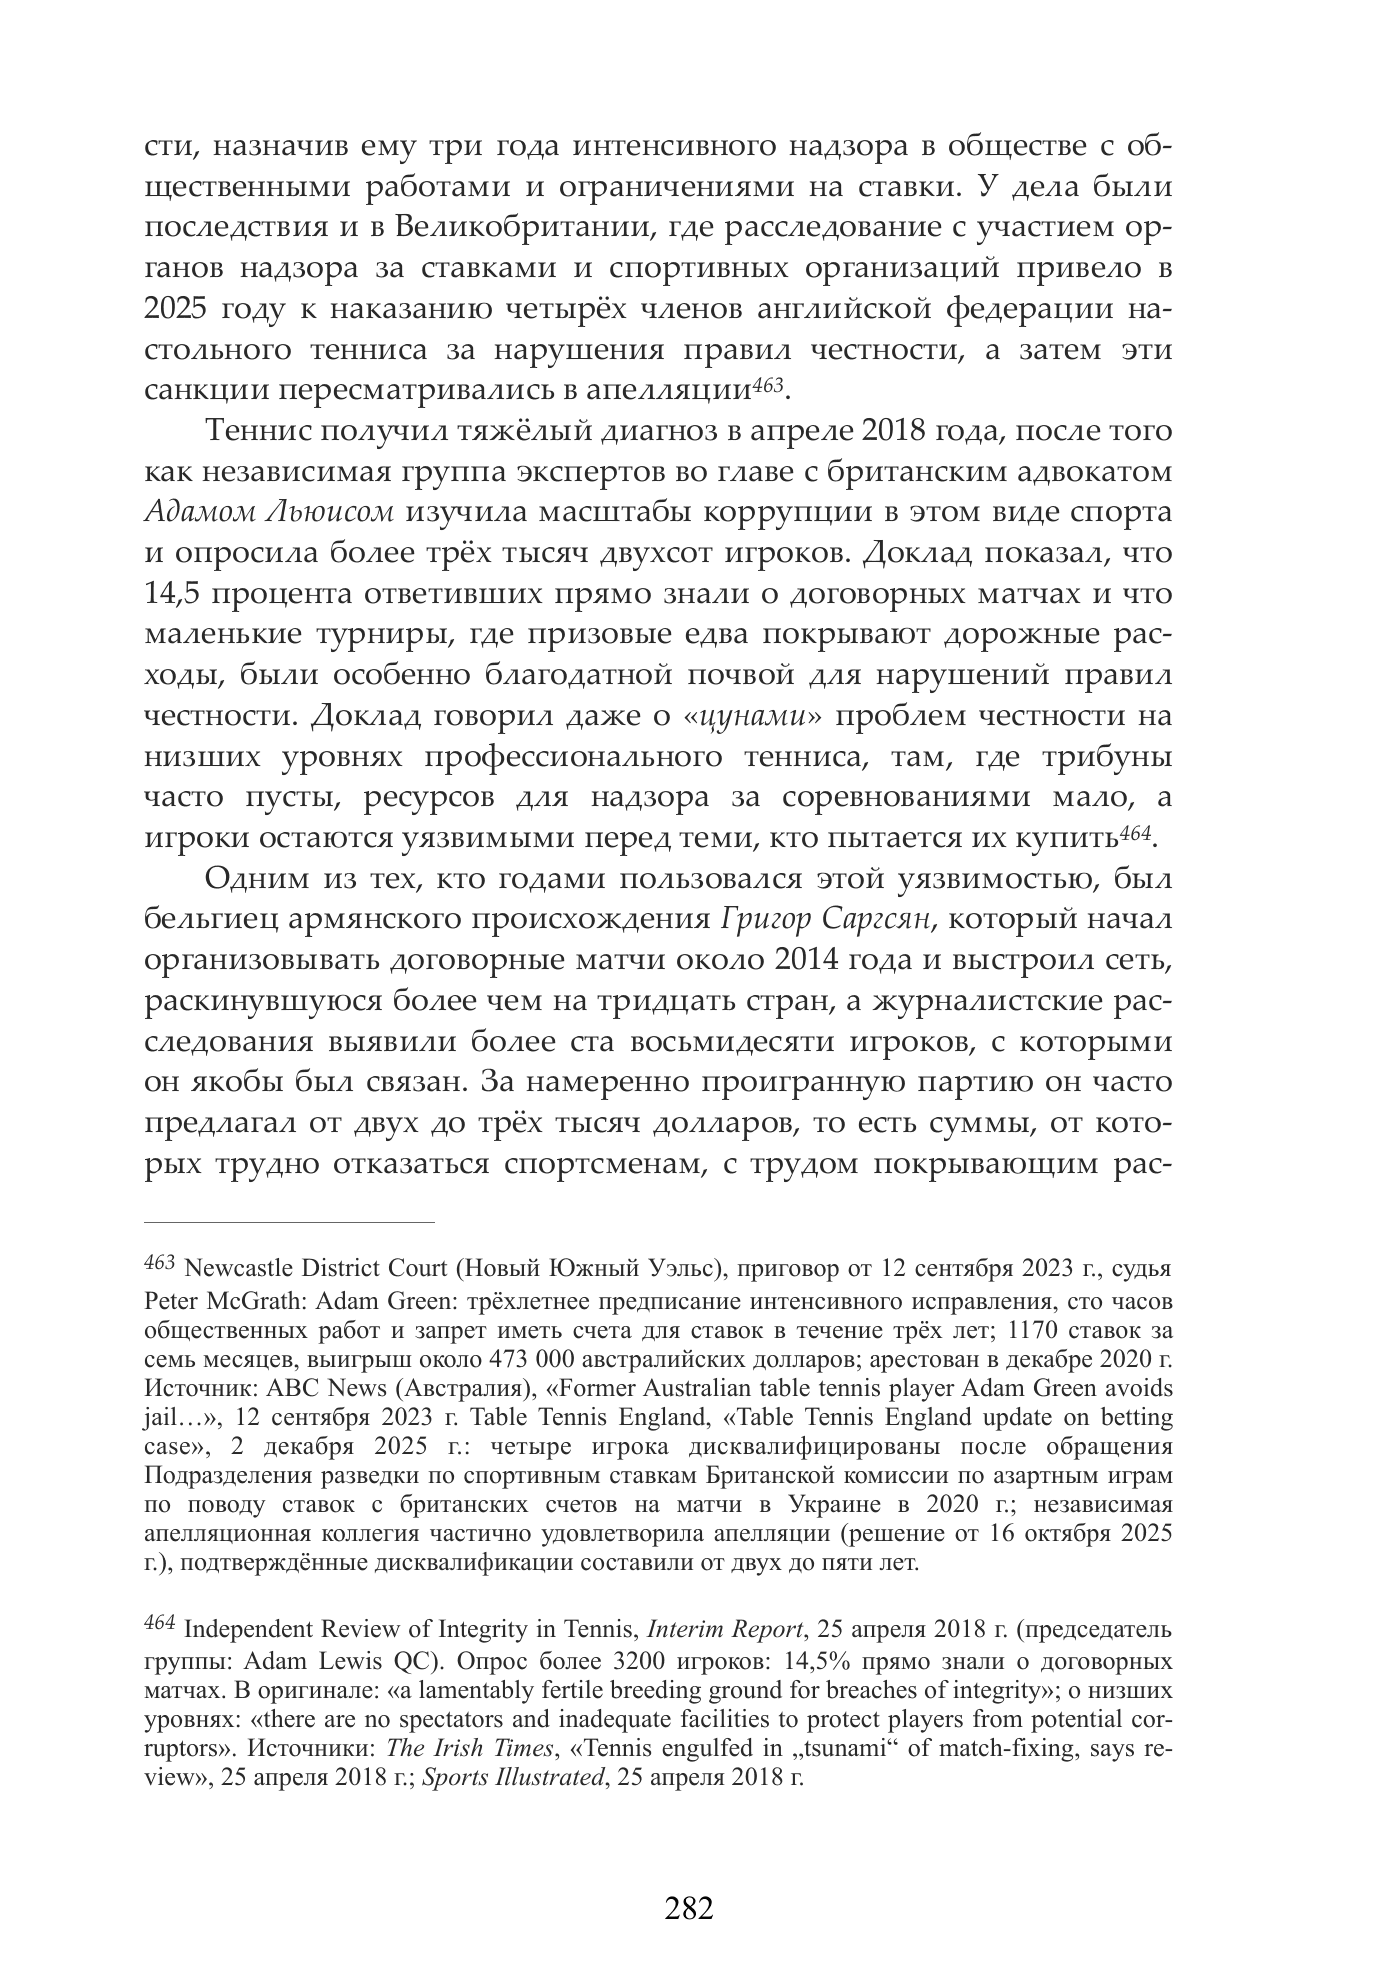 сти, назначив ему три года интенсивного надзора в обществе с об-
щественными работами и ограничениями на ставки. У дела были
последствия и в Великобритании, где расследование с участием ор-
ганов надзора за ставками и спортивных организаций привело в
2025 году к наказанию четырёх членов английской федерации на-
стольного тенниса за нарушения правил честности, а затем эти
санкции пересматривались в апелляции463.
Теннис получил тяжёлый диагноз в апреле 2018 года, после того
как независимая группа экспертов во главе с британским адвокатом
Адамом Льюисом изучила масштабы коррупции в этом виде спорта
и опросила более трёх тысяч двухсот игроков. Доклад показал, что
14,5 процента ответивших прямо знали о договорных матчах и что
маленькие турниры, где призовые едва покрывают дорожные рас-
ходы, были особенно благодатной почвой для нарушений правил
честности. Доклад говорил даже о «цунами» проблем честности на
низших уровнях профессионального тенниса, там, где трибуны
часто пусты, ресурсов для надзора за соревнованиями мало, а
игроки остаются уязвимыми перед теми, кто пытается их купить464.
Одним из тех, кто годами пользовался этой уязвимостью, был
бельгиец армянского происхождения Григор Саргсян, который начал
организовывать договорные матчи около 2014 года и выстроил сеть,
раскинувшуюся более чем на тридцать стран, а журналистские рас-
следования выявили более ста восьмидесяти игроков, с которыми
он якобы был связан. За намеренно проигранную партию он часто
предлагал от двух до трёх тысяч долларов, то есть суммы, от кото-
рых трудно отказаться спортсменам, с трудом покрывающим рас-
463 Newcastle District Court (Новый Южный Уэльс), приговор от 12 сентября 2023 г., судья
Peter McGrath: Adam Green: трёхлетнее предписание интенсивного исправления, сто часов
общественных работ и запрет иметь счета для ставок в течение трёх лет; 1170 ставок за
семь месяцев, выигрыш около 473 000 австралийских долларов; арестован в декабре 2020 г.
Источник: ABC News (Австралия), «Former Australian table tennis player Adam Green avoids
jail…», 12 сентября 2023 г. Table Tennis England, «Table Tennis England update on betting
case», 2 декабря 2025 г.: четыре игрока дисквалифицированы после обращения
Подразделения разведки по спортивным ставкам Британской комиссии по азартным играм
по поводу ставок с британских счетов на матчи в Украине в 2020 г.; независимая
апелляционная коллегия частично удовлетворила апелляции (решение от 16 октября 2025
г.), подтверждённые дисквалификации составили от двух до пяти лет.
464 Independent Review of Integrity in Tennis, Interim Report, 25 апреля 2018 г. (председатель
группы: Adam Lewis QC). Опрос более 3200 игроков: 14,5% прямо знали о договорных
матчах. В оригинале: «a lamentably fertile breeding ground for breaches of integrity»; о низших
уровнях: «there are no spectators and inadequate facilities to protect players from potential cor-
ruptors». Источники: The Irish Times, «Tennis engulfed in „tsunami“ of match-fixing, says re-
view», 25 апреля 2018 г.; Sports Illustrated, 25 апреля 2018 г.
282